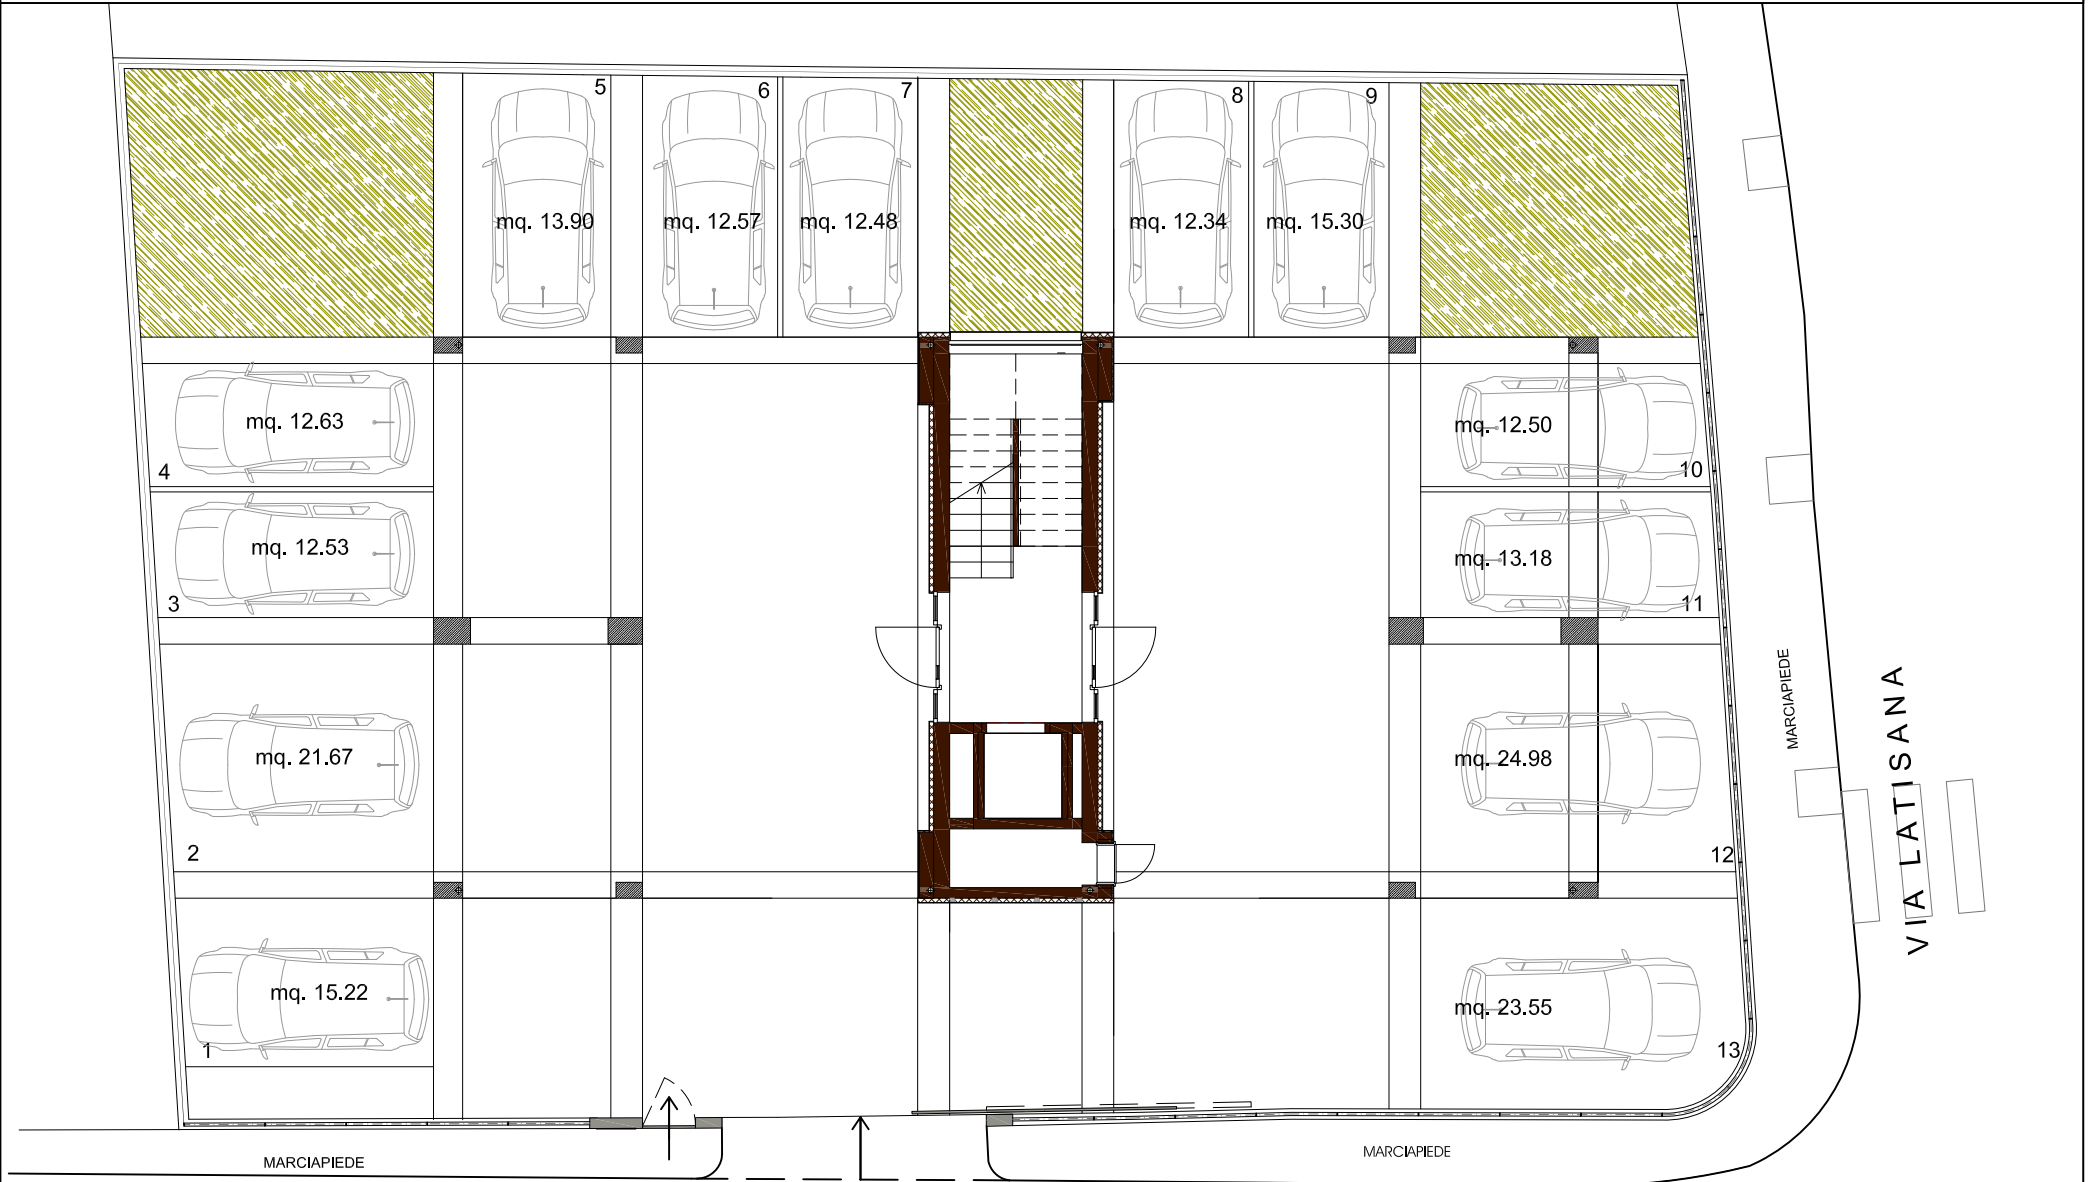 5
6
7
8
9
mq. 13.90
mq. 12.57
mq. 12.48
mq. 12.34
mq. 15.30
mq. 12.63
4
mq. 12.50
10
mq. 12.53
3
mq. 13.18
11
mq. 21.67
2
mq. 24.98
12
mq. 15.22
1
mq. 23.55
13
MARCIAPIEDE
VIA LATISANA
MARCIAPIEDE
MARCIAPIEDE